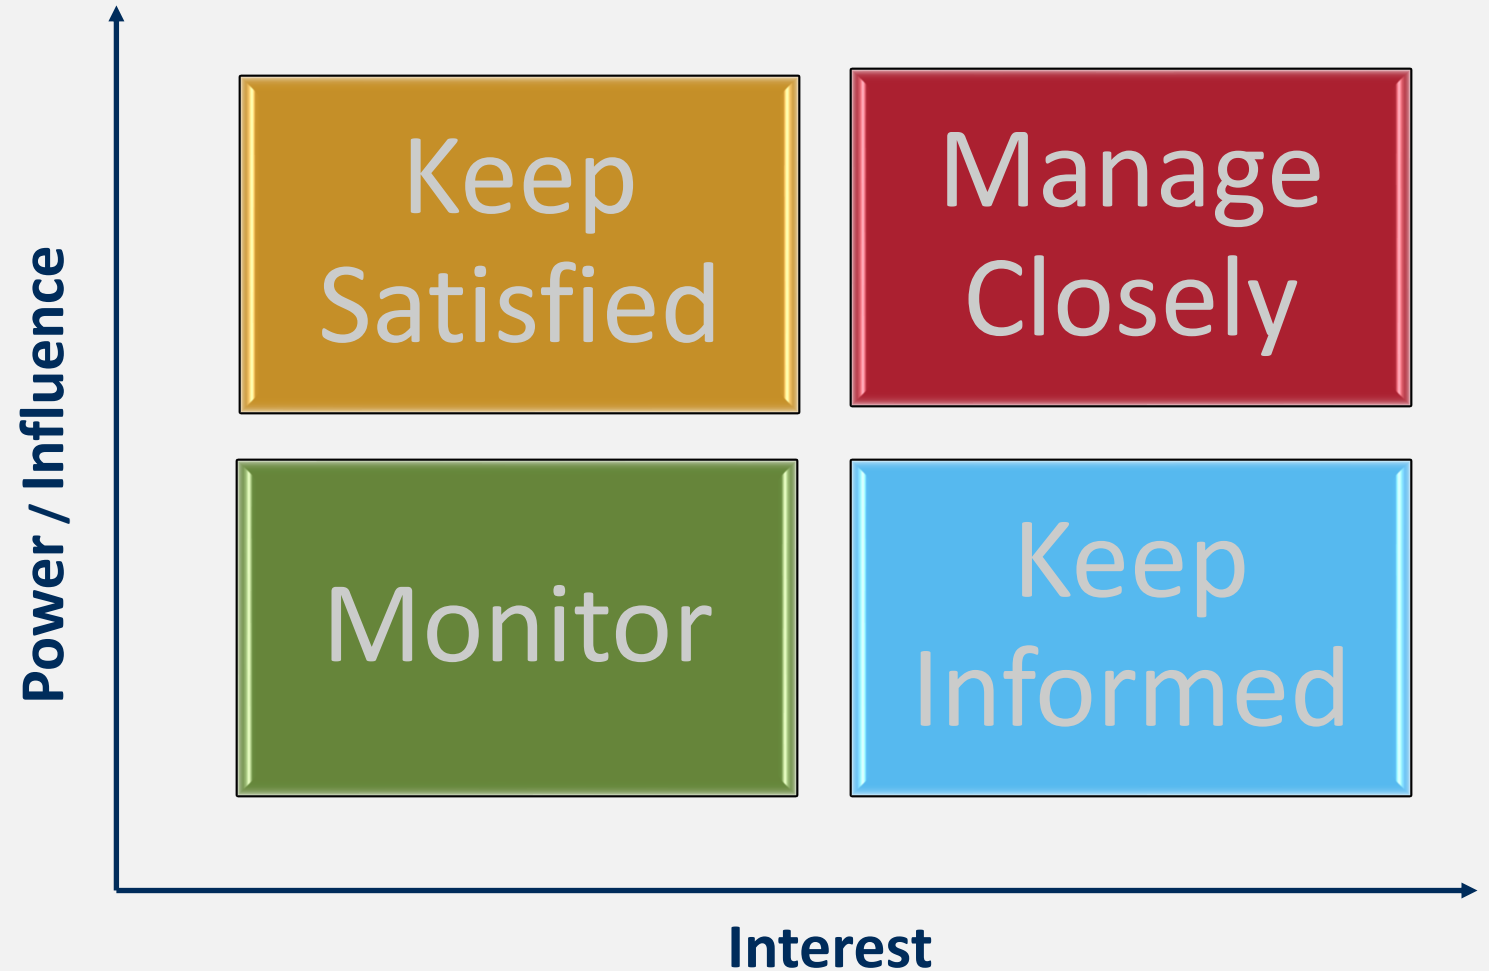 Power / Influence
Keep
Satisfied
Manage
Closely
Monitor
Keep
Informed
Interest